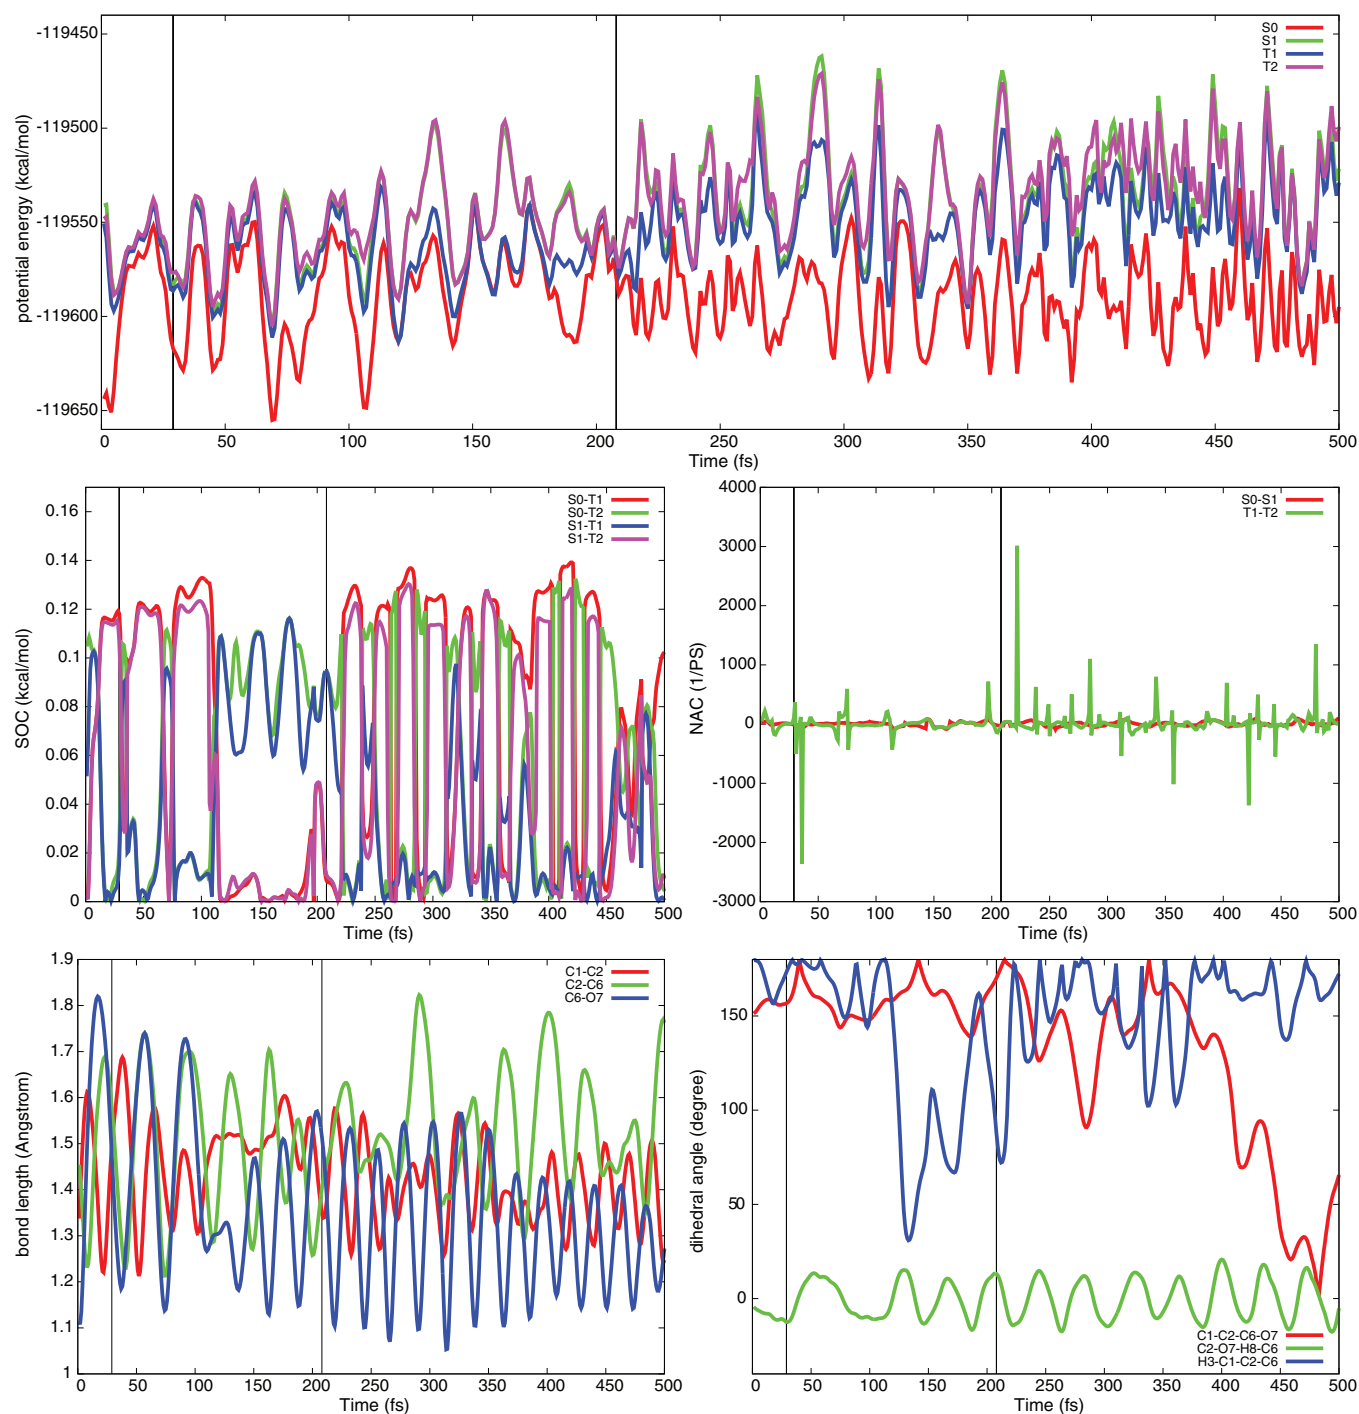 potential energy (kcal/mol)
-119450
-119500
-119550
-119600
-119650
0 50 100 150 200 250 300 350 400 450 500
Time (fs)
S0
S1
T1
T2
SOC (kcal/mol)
0.16
0.14
0.12
0.1
0.08
0.06
0.04
0.02
0
0 50 100 150 200 250 300 350 400 450 500
Time (fs)
S0-T1
S0-T2
S1-T1
S1-T2
NAC (1/PS)
4000
3000
2000
1000
0
-1000
-2000
-3000
0 50 100 150 200 250 300 350 400 450 500
Time (fs)
S0-S1
T1-T2
bond length (Angstrom)
1.9
1.8
1.7
1.6
1.5
1.4
1.3
1.2
1.1
1
0 50 100 150 200 250 300 350 400 450 500
Time (fs)
C1-C2
C2-C6
C6-O7
dihedral angle (degree)
150
100
50
0
0 50 100 150 200 250 300 350 400 450 500
Time (fs)
C1-C2-C6-O7
C2-O7-H8-C6
H3-C1-C2-C6